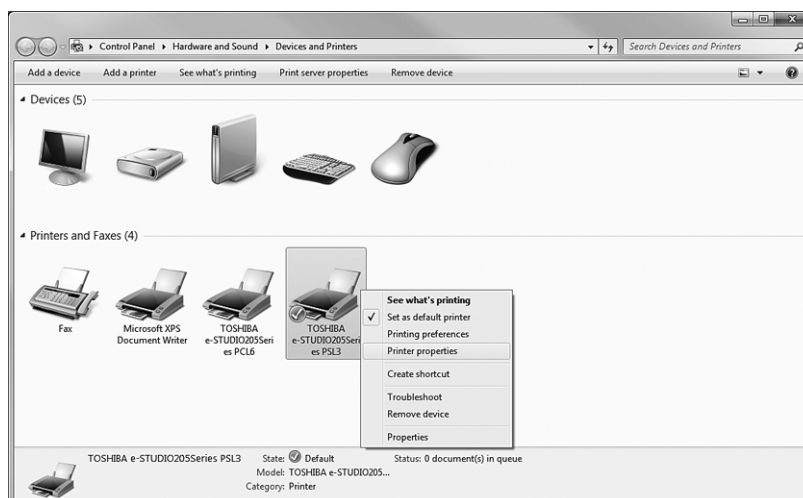 Control Panel ▸ Hardware and Sound ▸ Devices and Printers
Search Devices and Printers
Add a device Add a printer See what's printing Print server properties Remove device
Devices (5)
Printers and Faxes (4)
Fax
Microsoft XPS
Document Writer
TOSHIBA
e-STUDIO205Seri
es PCL6
TOSHIBA
e-STUDIO205Seri
es PSL3
See what's printing
Set as default printer
Printing preferences
Printer properties
Create shortcut
Troubleshoot
Remove device
Properties
TOSHIBA e-STUDIO205Series PSL3 State: Default Status: 0 document(s) in queue
Model: TOSHIBA e-STUDIO205...
Category: Printer